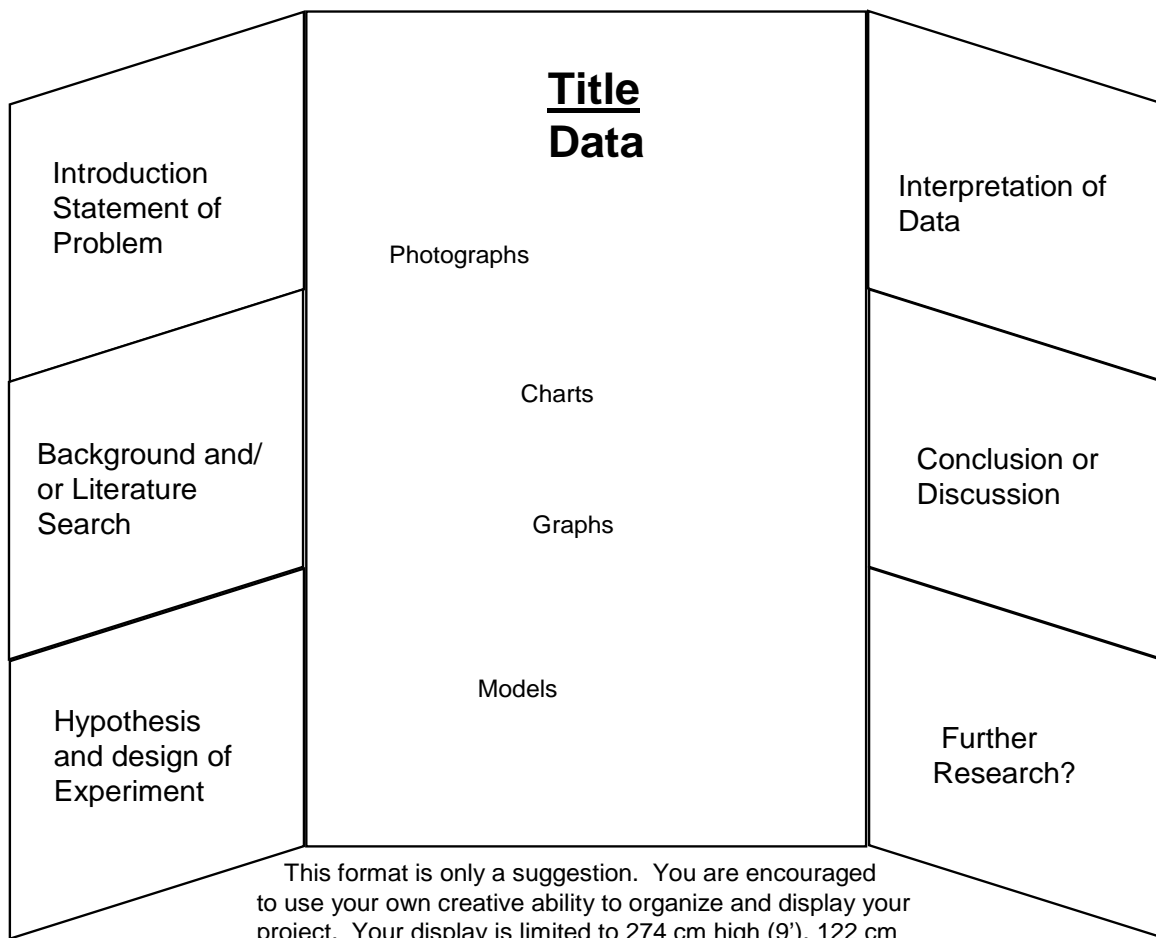 Title
Data
Introduction
Statement of
Problem
Background and/
or Literature
Search
Hypothesis
and design of
Experiment
Photographs
Charts
Graphs
Models
Interpretation of
Data
Conclusion or
Discussion
Further
Research?
This format is only a suggestion. You are encouraged
to use your own creative ability to organize and display your
project. Your display is limited to 274 cm high (9'), 122 cm